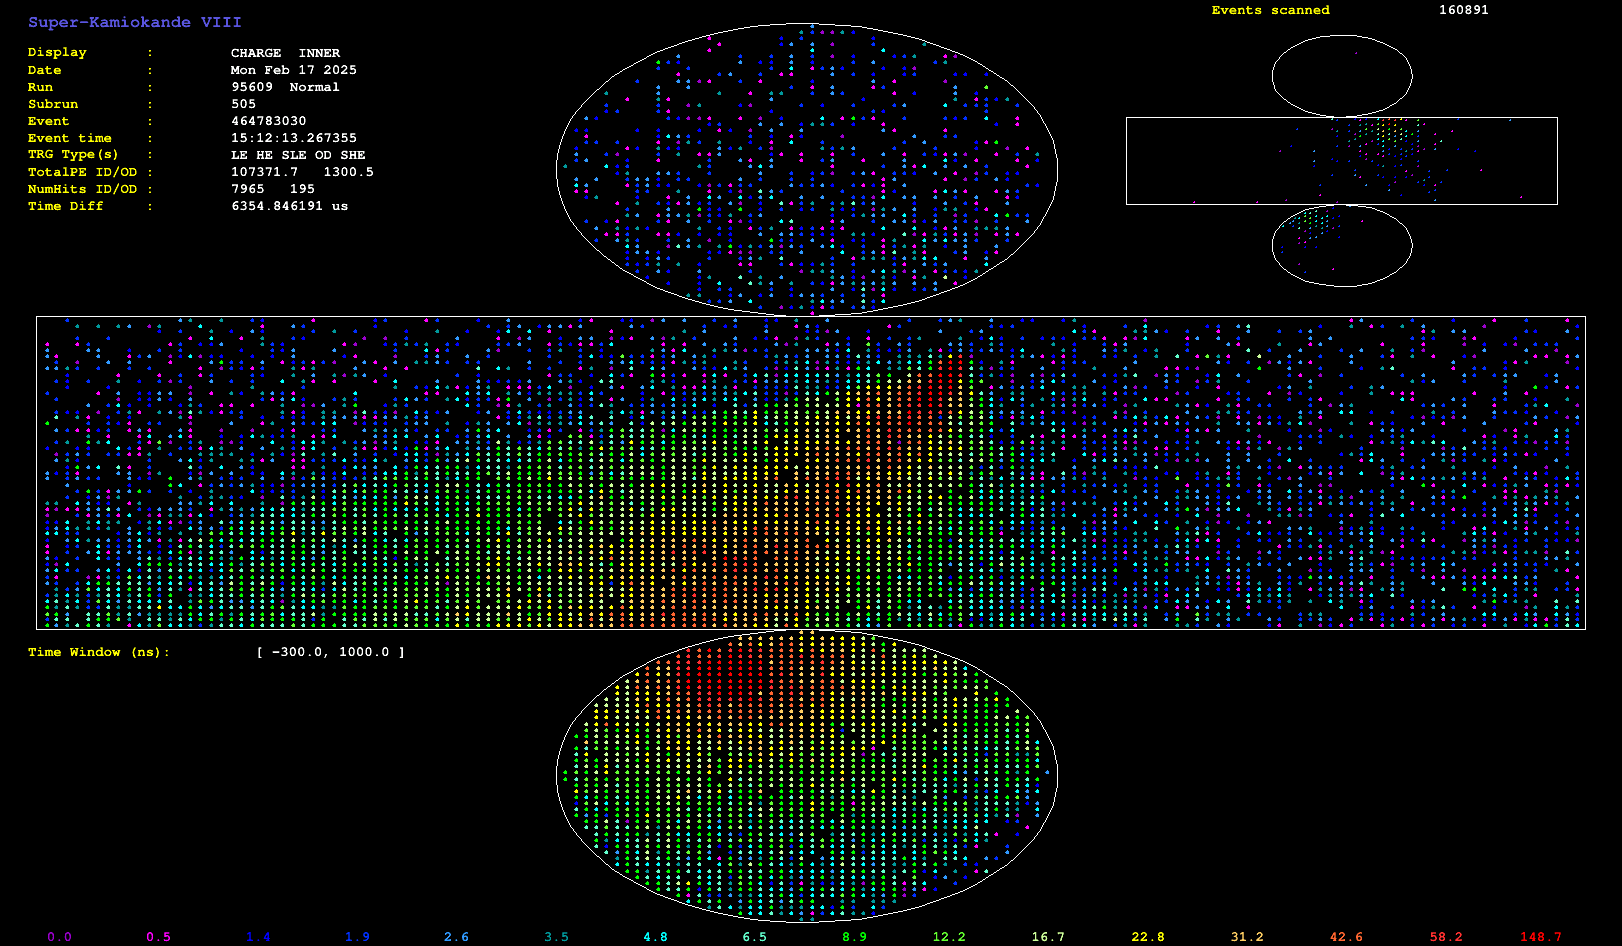 Super-Kamiokande VIII
Events scanned 160891
Display : CHARGE INNER
Date : Mon Feb 17 2025
Run : 95609 Normal
Subrun : 505
Event : 464783030
Event time : 15:12:13.267355
TRG Type(s) : LE HE SLE OD SHE
TotalPE ID/OD : 107371.7 1300.5
NumHits ID/OD : 7965 195
Time Diff : 6354.846191 us
Time Window (ns): [ -300.0, 1000.0 ]
0.0 0.5 1.4 1.9 2.6 3.5 4.8 6.5 8.9 12.2 16.7 22.8 31.2 42.6 58.2 148.7